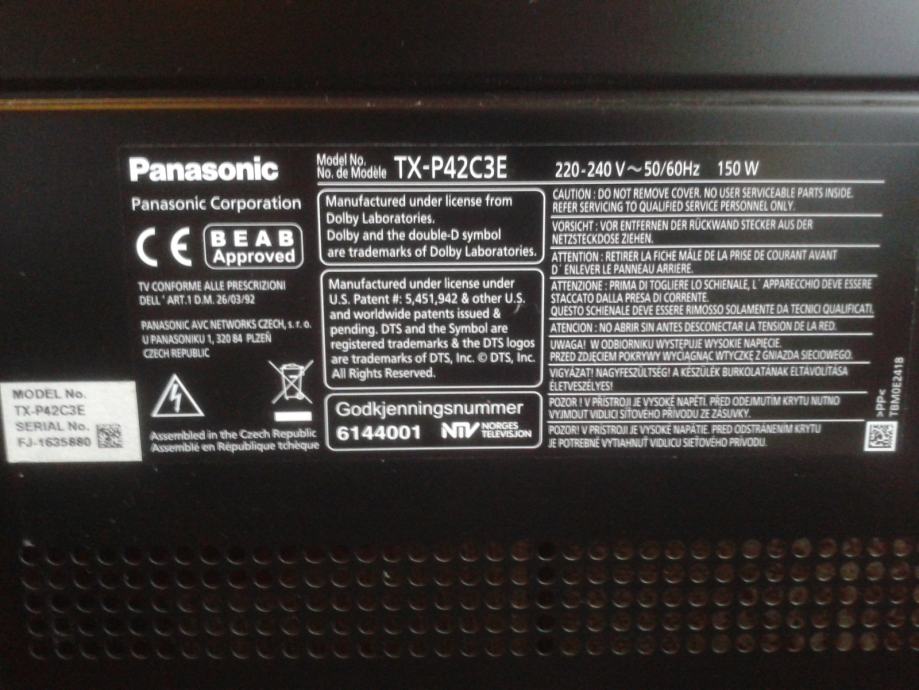 Panasonic
Model No.
No. de Modèle TX-P42C3E
220-240 V~50/60Hz 150 W
Panasonic Corporation
CE
BEAB
Approved
TV CONFORME ALLE PRESCRIZIONI
DELL' ART.1 D.M. 26/03/92
PANASONIC AVC NETWORKS CZECH, s. r. o.
U PANASONIKU 1, 320 84 PLZEŇ
CZECH REPUBLIC
Assembled in the Czech Republic
Assemblé en République tchèque
MODEL No.
TX-P42C3E
SERIAL No.
FJ-1635880
Manufactured under license from
Dolby Laboratories.
Dolby and the double-D symbol
are trademarks of Dolby Laboratories.
Manufactured under license under
U.S. Patent #: 5,451,942 & other U.S.
and worldwide patents issued &
pending. DTS and the Symbol are
registered trademarks & the DTS logos
are trademarks of DTS, Inc. © DTS, Inc.
All Rights Reserved.
Godkjenningsnummer
6144001 NTV NORGES
TELEVISJON
CAUTION : DO NOT REMOVE COVER. NO USER SERVICEABLE PARTS INSIDE.
REFER SERVICING TO QUALIFIED SERVICE PERSONNEL ONLY.
VORSICHT : VOR ENTFERNEN DER RÜCKWAND STECKER AUS DER
NETZSTECKDOSE ZIEHEN.
ATTENTION : RETIRER LA FICHE MÂLE DE LA PRISE DE COURANT AVANT
D' ENLEVER LE PANNEAU ARRIERE.
ATTENZIONE : PRIMA DI TOGLIERE LO SCHIENALE, L' APPARECCHIO DEVE ESSERE
STACCATO DALLA PRESA DI CORRENTE.
QUESTO SCHIENALE DEVE ESSERE RIMOSSO SOLAMENTE DA TECNICI QUALIFICATI.
ATENCION : NO ABRIR SIN ANTES DESCONECTAR LA TENSION DE LA RED.
UWAGA! W ODBIORNIKU WYSTĘPUJE WYSOKIE NAPIĘCIE.
PRZED ZDJĘCIEM POKRYWY WYCIĄGNĄĆ WTYCZKĘ Z GNIAZDA SIECIOWEGO.
VIGYÁZAT! NAGYFESZÜLTSÉG! A KÉSZÜLÉK BURKOLATÁNAK ELTÁVOLÍTÁSA
ÉLETVESZÉLYES!
POZOR ! V PŘÍSTROJI JE VYSOKÉ NAPĚTÍ. PŘED ODEJMUTÍM KRYTU NUTNO
VYJMOUT VIDLICI SÍŤOVÉHO PŘÍVODU ZE ZÁSUVKY.
POZOR! V PRÍSTROJI JE VYSOKÉ NAPÄTIE. PRED ODSTRÁNENÍM KRYTU
JE POTREBNÉ VYTIAHNUŤ VIDLICU SIEŤOVÉHO PRÍVODU.
>PP<
7BM0E2418